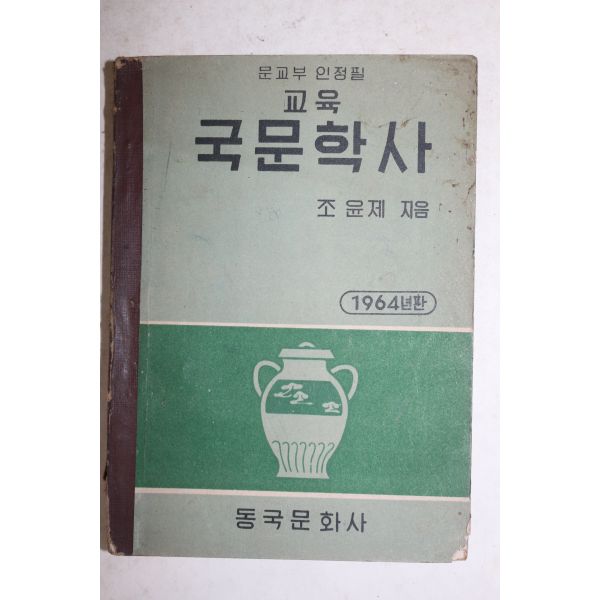 문교부 인정필
교육
국문학사
조윤제 지음
1964년판
동국문화사